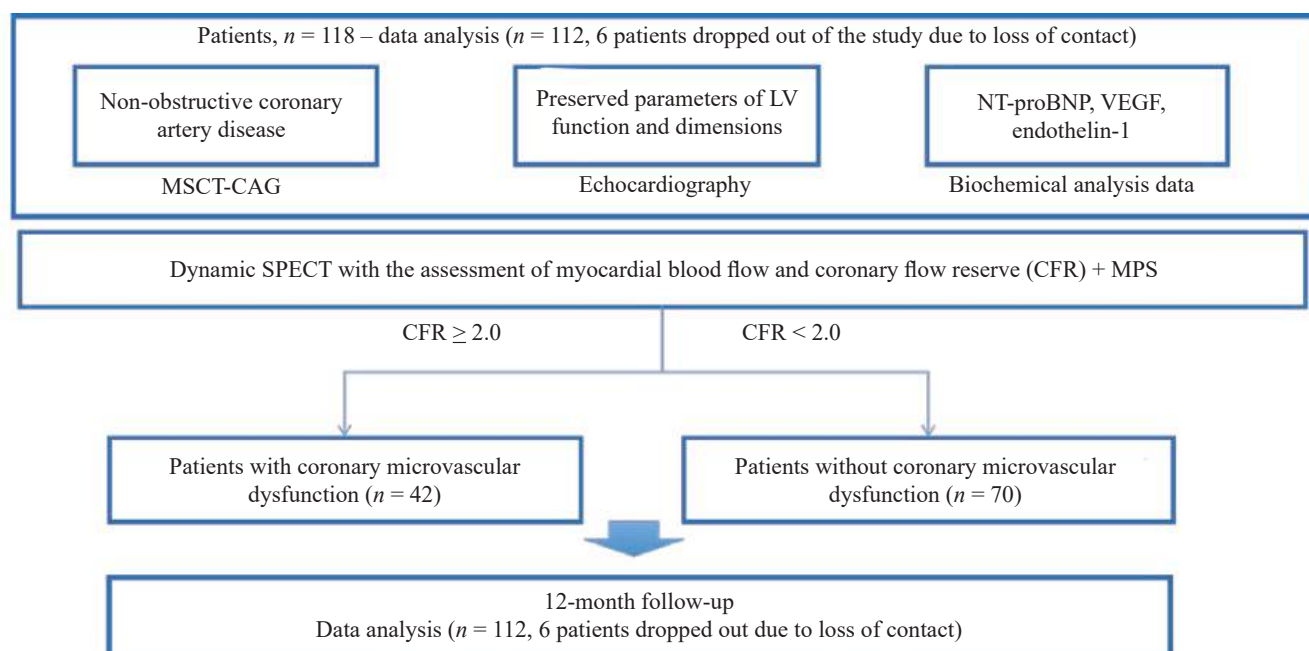 Patients, n = 118 – data analysis (n = 112, 6 patients dropped out of the study due to loss of contact)
Non-obstructive coronary
artery disease
MSCT-CAG
Preserved parameters of LV
function and dimensions
Echocardiography
NT-proBNP, VEGF,
endothelin-1
Biochemical analysis data
Dynamic SPECT with the assessment of myocardial blood flow and coronary flow reserve (CFR) + MPS
CFR ≥ 2.0
CFR < 2.0
Patients with coronary microvascular
dysfunction (n = 42)
Patients without coronary microvascular
dysfunction (n = 70)
12-month follow-up
Data analysis (n = 112, 6 patients dropped out due to loss of contact)